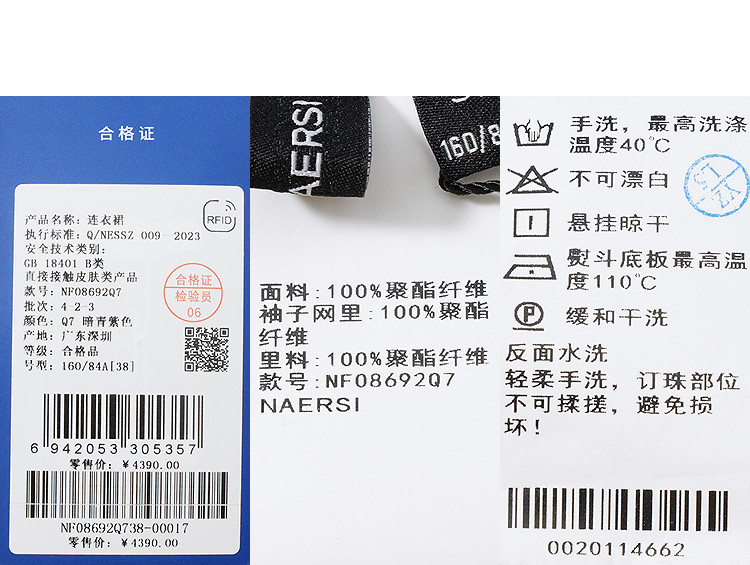 合格证
产品名称: 连衣裙
RFID
执行标准: Q/NESSZ 009- 2023
安全技术类别:
GB 18401 B类
直接接触皮肤类产品
款号: NF08692Q7
批次: 4-2-3
颜色: Q7 暗青紫色
产地: 广东深圳
等级: 合格品
号型: 160/84A[38]
合格证
检验员
06
6 942053 305357
零售价: ¥4390.00
NF08692Q738-00017
零售价: ¥4390.00
NAERSI
160/8
面料:100%聚酯纤维
袖子网里:100%聚酯
纤维
里料:100%聚酯纤维
款号:NF08692Q7
NAERSI
手洗，最高洗涤
温度40℃
不可漂白
悬挂晾干
熨斗底板最高温
度110℃
P
缓和干洗
反面水洗
轻柔手洗，订珠部位
不可揉搓，避免损
坏！
0020114662